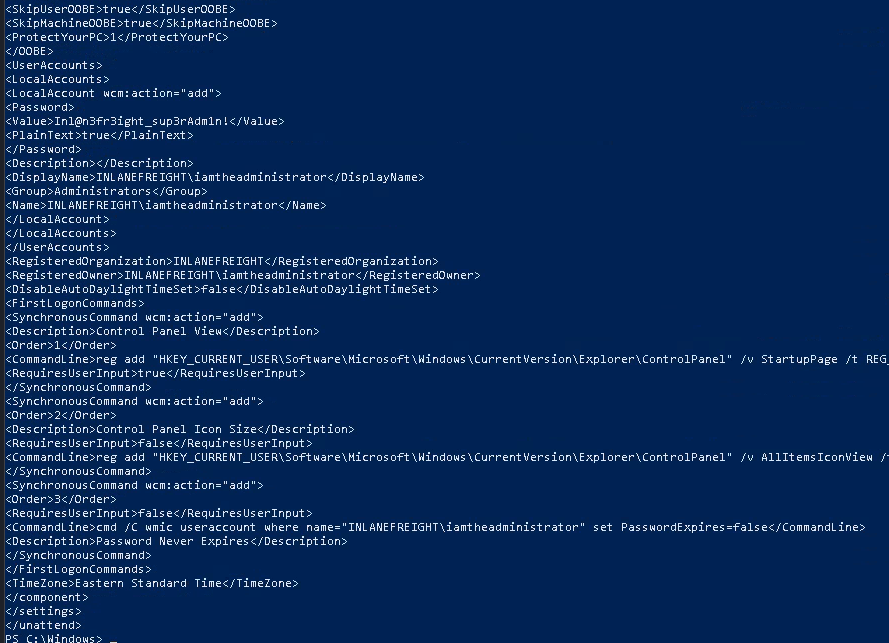 <SkipUserOOBE>true</SkipUserOOBE>
<SkipMachineOOBE>true</SkipMachineOOBE>
<ProtectYourPC>1</ProtectYourPC>
</OOBE>
<UserAccounts>
<LocalAccounts>
<LocalAccount wcm:action="add">
<Password>
<Value>Inl@n3fr3ight_sup3rAdm1n!</Value>
<PlainText>true</PlainText>
</Password>
<Description></Description>
<DisplayName>INLANEFREIGHT\iamtheadministrator</DisplayName>
<Group>Administrators</Group>
<Name>INLANEFREIGHT\iamtheadministrator</Name>
</LocalAccount>
</LocalAccounts>
</UserAccounts>
<RegisteredOrganization>INLANEFREIGHT</RegisteredOrganization>
<RegisteredOwner>INLANEFREIGHT\iamtheadministrator</RegisteredOwner>
<DisableAutoDaylightTimeSet>false</DisableAutoDaylightTimeSet>
<FirstLogonCommands>
<SynchronousCommand wcm:action="add">
<Description>Control Panel View</Description>
<Order>1</Order>
<CommandLine>reg add "HKEY_CURRENT_USER\Software\Microsoft\Windows\CurrentVersion\Explorer\ControlPanel" /v StartupPage /t REG_
<RequiresUserInput>true</RequiresUserInput>
</SynchronousCommand>
<SynchronousCommand wcm:action="add">
<Order>2</Order>
<Description>Control Panel Icon Size</Description>
<RequiresUserInput>false</RequiresUserInput>
<CommandLine>reg add "HKEY_CURRENT_USER\Software\Microsoft\Windows\CurrentVersion\Explorer\ControlPanel" /v AllItemsIconView /t
</SynchronousCommand>
<SynchronousCommand wcm:action="add">
<Order>3</Order>
<RequiresUserInput>false</RequiresUserInput>
<CommandLine>cmd /C wmic useraccount where name="INLANEFREIGHT\iamtheadministrator" set PasswordExpires=false</CommandLine>
<Description>Password Never Expires</Description>
</SynchronousCommand>
</FirstLogonCommands>
<TimeZone>Eastern Standard Time</TimeZone>
</component>
</settings>
</unattend>
PS C:\Windows> _